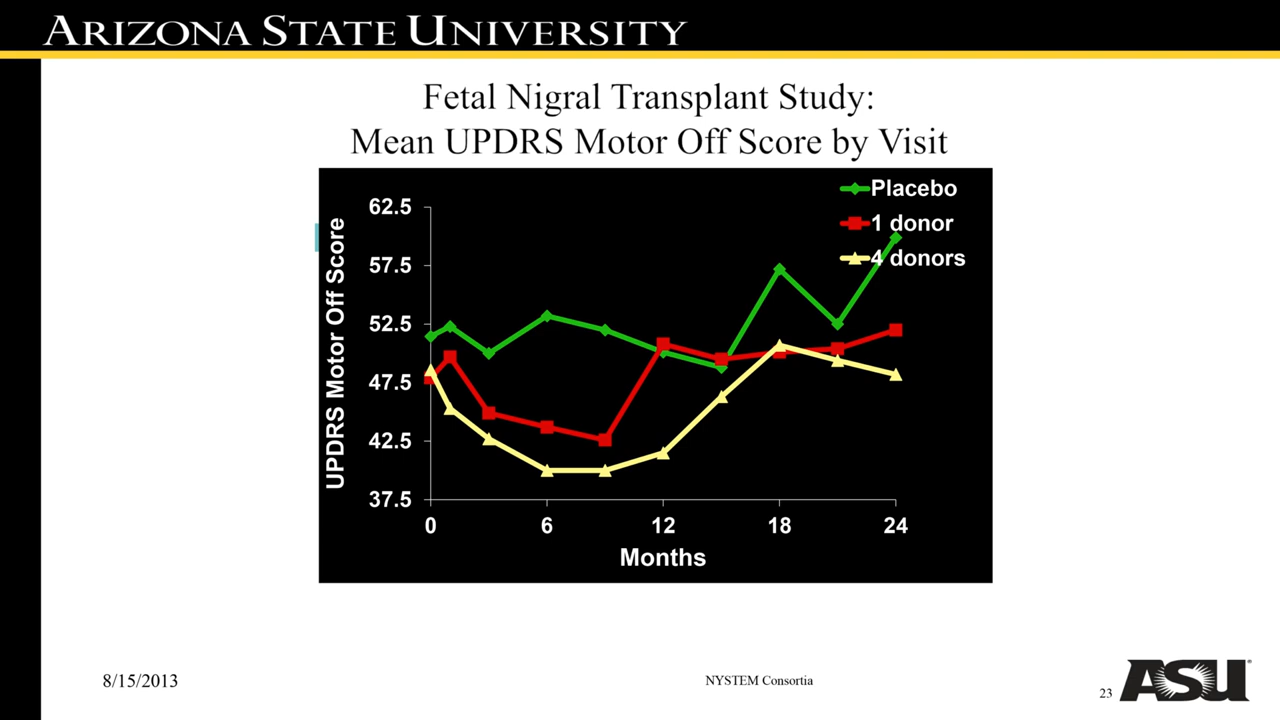 ARIZONA STATE UNIVERSITY
Fetal Nigral Transplant Study:
Mean UPDRS Motor Off Score by Visit
Placebo
1 donor
4 donors
UPDRS Motor Off Score
62.5
57.5
52.5
47.5
42.5
37.5
0 6 12 18 24
Months
8/15/2013
NYSTEM Consortia
23
ASU